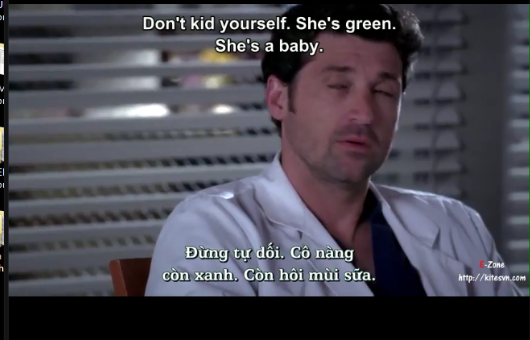 Don't kid yourself. She's green.
She's a baby.
Đừng tự dối. Cô nàng
còn xanh. Còn hôi mùi sữa.
K-Zone
http://kitesvn.com